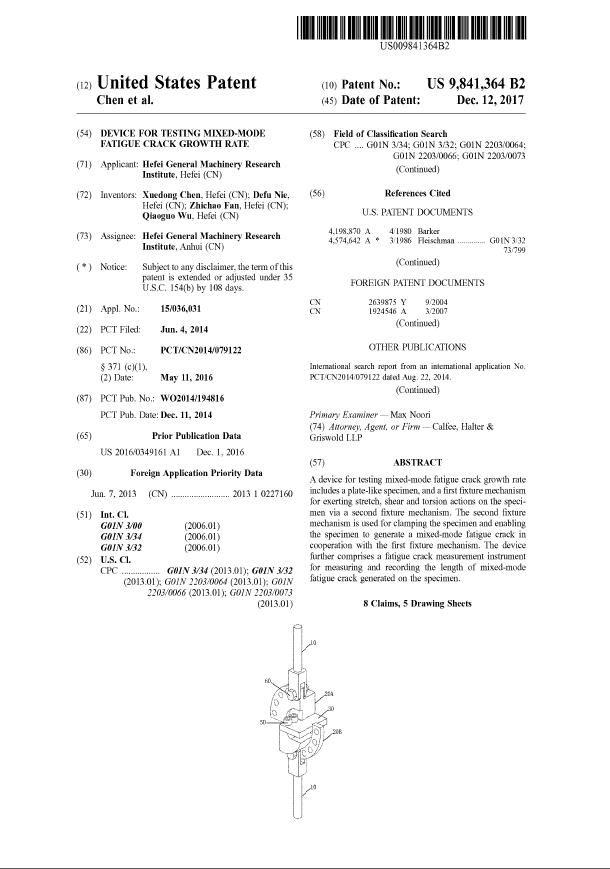 US009841364B2
(12) United States Patent
Chen et al.
(10) Patent No.: US 9,841,364 B2
(45) Date of Patent: Dec. 12, 2017
(54) DEVICE FOR TESTING MIXED-MODE
FATIGUE CRACK GROWTH RATE
(71) Applicant: Hefei General Machinery Research
Institute, Hefei (CN)
(72) Inventors: Xuedong Chen, Hefei (CN); Defu Nie,
Hefei (CN); Zhichao Fan, Hefei (CN);
Qiaoguo Wu, Hefei (CN)
(73) Assignee: Hefei General Machinery Research
Institute, Anhui (CN)
( * ) Notice: Subject to any disclaimer, the term of this
patent is extended or adjusted under 35
U.S.C. 154(b) by 108 days.
(21) Appl. No.: 15/036,031
(22) PCT Filed: Jun. 4, 2014
(86) PCT No.: PCT/CN2014/079122
§ 371 (c)(1),
(2) Date: May 11, 2016
(87) PCT Pub. No.: WO2014/194816
PCT Pub. Date: Dec. 11, 2014
(65) Prior Publication Data
US 2016/0349161 A1 Dec. 1, 2016
(30) Foreign Application Priority Data
Jun. 7, 2013 (CN) .......................... 2013 1 0227160
(51) Int. Cl.
G01N 3/00 (2006.01)
G01N 3/34 (2006.01)
G01N 3/32 (2006.01)
(52) U.S. Cl.
CPC ................. G01N 3/34 (2013.01); G01N 3/32
(2013.01); G01N 2203/0064 (2013.01); G01N
2203/0066 (2013.01); G01N 2203/0073
(2013.01)
(58) Field of Classification Search
CPC .... G01N 3/34; G01N 3/32; G01N 2203/0064;
G01N 2203/0066; G01N 2203/0073
(Continued)
(56) References Cited
U.S. PATENT DOCUMENTS
4,198,870 A 4/1980 Barker
4,574,642 A * 3/1986 Fleischman .............. G01N 3/32
73/799
(Continued)
FOREIGN PATENT DOCUMENTS
CN 2639875 Y 9/2004
CN 1924546 A 3/2007
(Continued)
OTHER PUBLICATIONS
International search report from an international application No.
PCT/CN2014/079122 dated Aug. 22, 2014.
(Continued)
Primary Examiner — Max Noori
(74) Attorney, Agent, or Firm — Calfee, Halter &
Griswold LLP
(57) ABSTRACT
A device for testing mixed-mode fatigue crack growth rate
includes a plate-like specimen, and a first fixture mechanism
for exerting stretch, shear and torsion actions on the speci-
men via a second fixture mechanism. The second fixture
mechanism is used for clamping the specimen and enabling
the specimen to generate a mixed-mode fatigue crack in
cooperation with the first fixture mechanism. The device
further comprises a fatigue crack measurement instrument
for measuring and recording the length of mixed-mode
fatigue crack generated on the specimen.
8 Claims, 5 Drawing Sheets
10
60
20A
30
50
20B
10